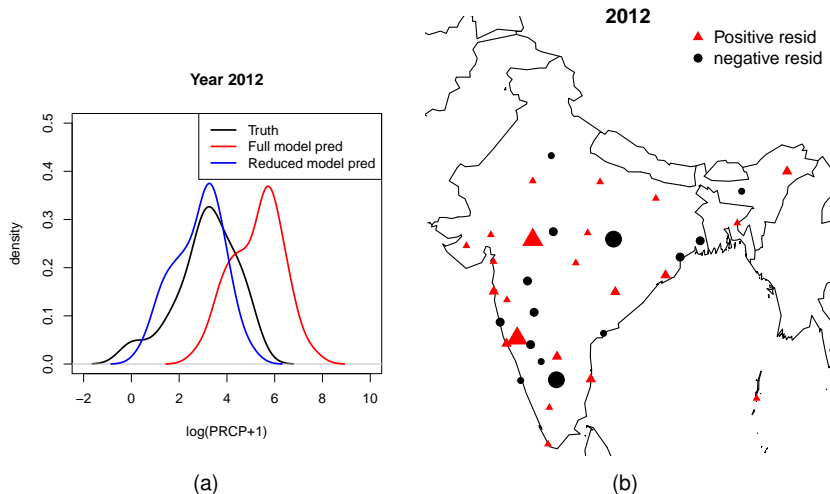 Year 2012
Truth
Full model pred
Reduced model pred
density
0.0 0.1 0.2 0.3 0.4 0.5
−2 0 2 4 6 8 10
log(PRCP+1)
(a)
2012
Positive resid
negative resid
(b)